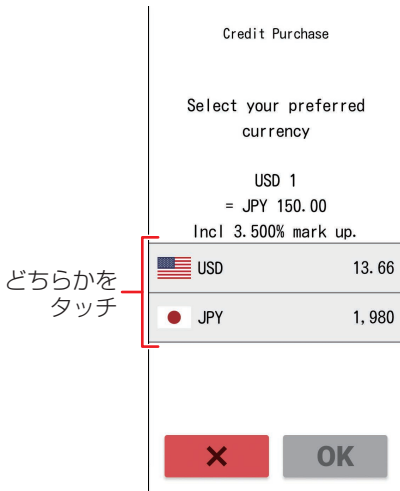 Credit Purchase
Select your preferred
currency
USD 1
= JPY 150.00
Incl 3.500% mark up.
どちらかを
タッチ
USD 13.66
JPY 1,980
× OK